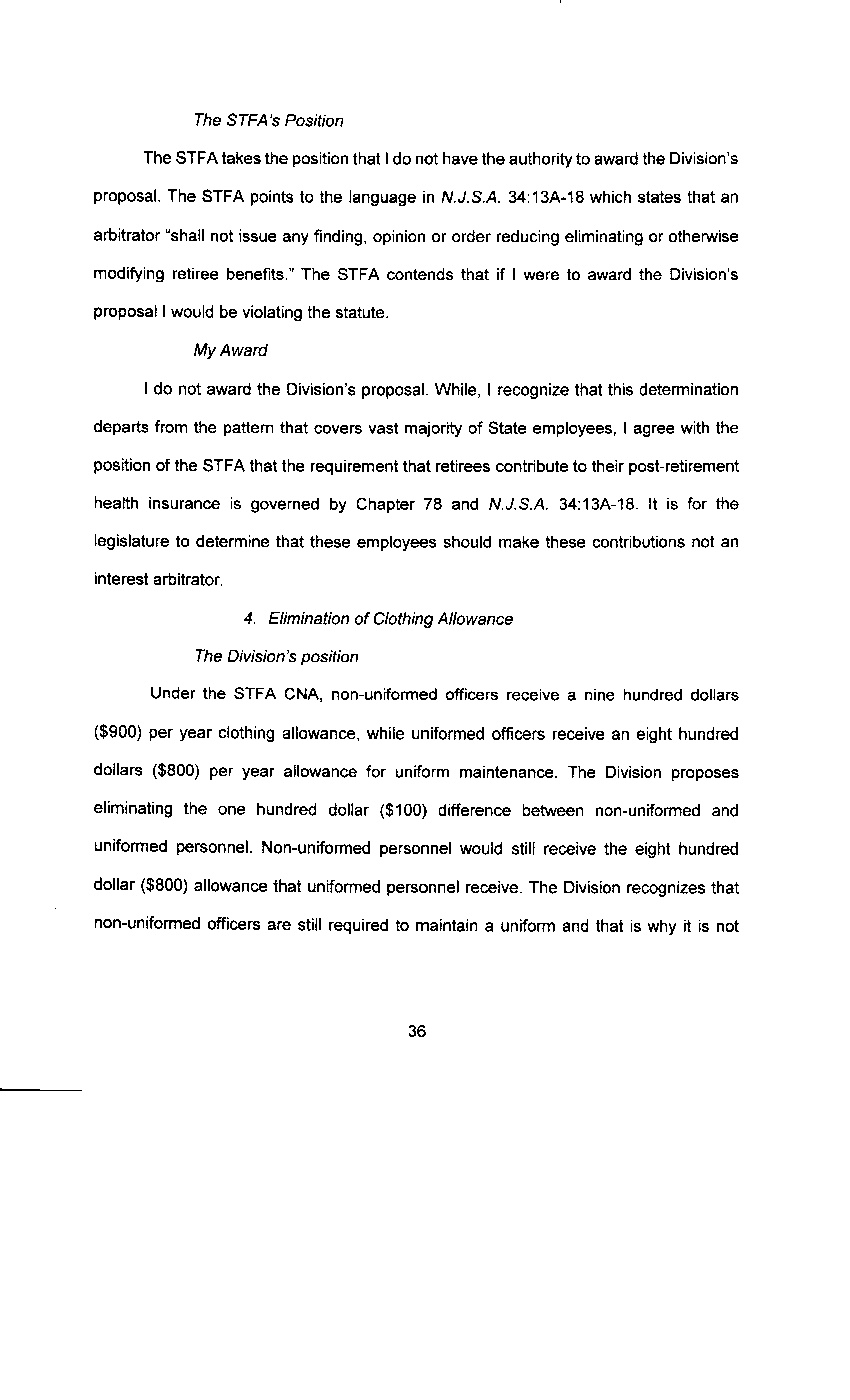 The STFA's Position
The STFA takes the position that I do not have the authority to award the Division's
proposal. The STFA points to the language in N.J.S.A. 34:13A-18 which states that an
arbitrator "shall not issue any finding, opinion or order reducing eliminating or otherwise
modifying retiree benefits." The STFA contends that if I were to award the Division's
proposal I would be violating the statute.
My Award
I do not award the Division's proposal. While, I recognize that this determination
departs from the pattern that covers vast majority of State employees, I agree with the
position of the STFA that the requirement that retirees contribute to their post-retirement
health insurance is governed by Chapter 78 and N.J.S.A. 34:13A-18. It is for the
legislature to determine that these employees should make these contributions not an
interest arbitrator.
4. Elimination of Clothing Allowance
The Division's position
Under the STFA CNA, non-uniformed officers receive a nine hundred dollars
($900) per year clothing allowance, while uniformed officers receive an eight hundred
dollars ($800) per year allowance for uniform maintenance. The Division proposes
eliminating the one hundred dollar ($100) difference between non-uniformed and
uniformed personnel. Non-uniformed personnel would still receive the eight hundred
dollar ($800) allowance that uniformed personnel receive. The Division recognizes that
non-uniformed officers are still required to maintain a uniform and that is why it is not
36